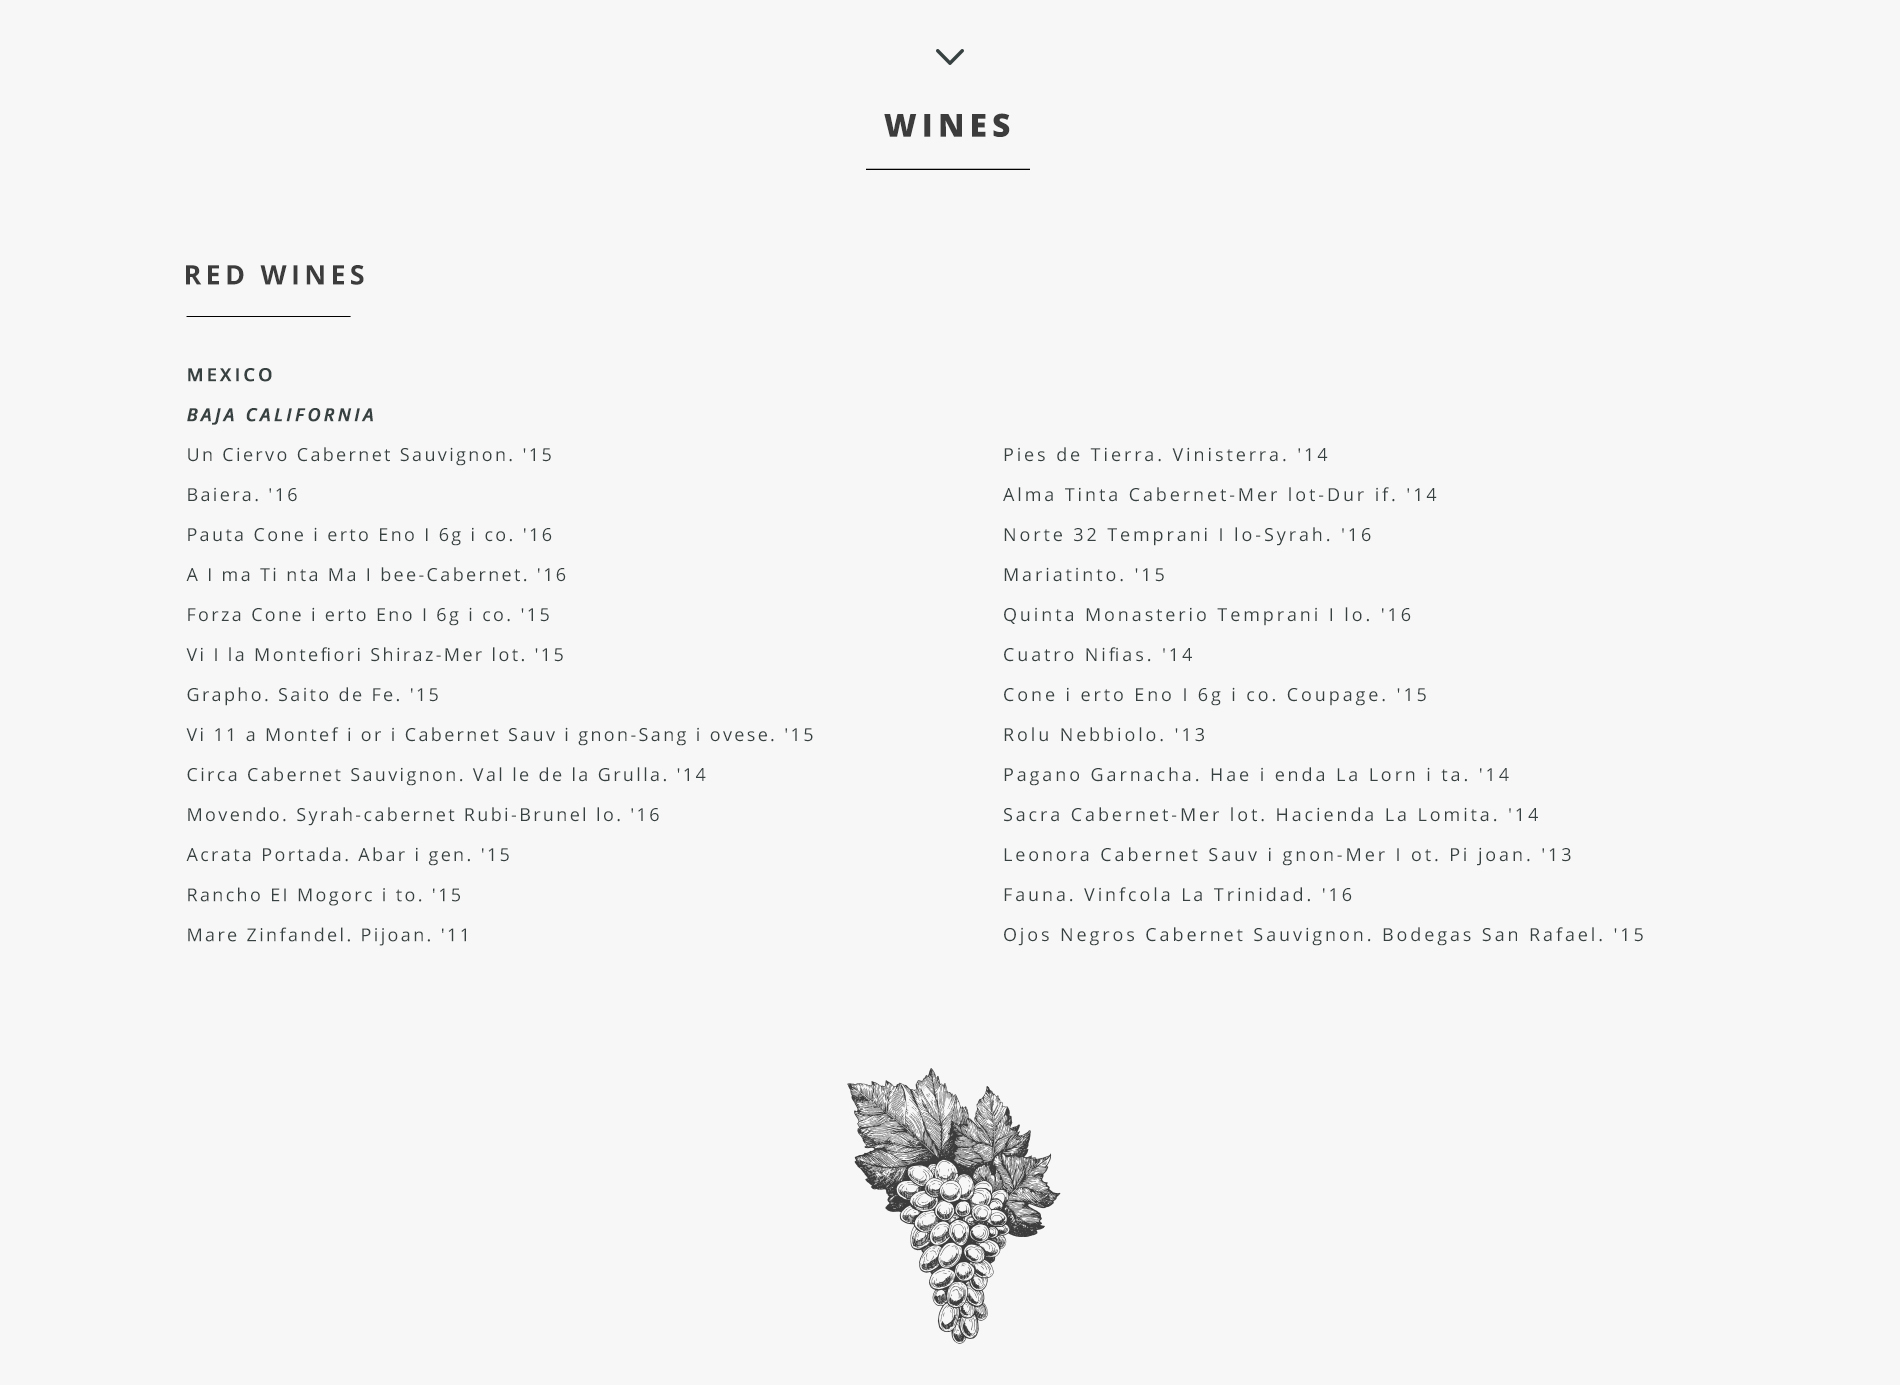 WINES
RED WINES
MEXICO
BAJA CALIFORNIA
Un Ciervo Cabernet Sauvignon. '15
Baiera. '16
Pauta Cone i erto Eno I 6g i co. '16
A I ma Ti nta Ma I bee-Cabernet. '16
Forza Cone i erto Eno I 6g i co. '15
Vi I la Montefiori Shiraz-Mer lot. '15
Grapho. Saito de Fe. '15
Vi 11 a Montef i or i Cabernet Sauv i gnon-Sang i ovese. '15
Circa Cabernet Sauvignon. Val le de la Grulla. '14
Movendo. Syrah-cabernet Rubi-Brunel lo. '16
Acrata Portada. Abar i gen. '15
Rancho EI Mogorc i to. '15
Mare Zinfandel. Pijoan. '11
Pies de Tierra. Vinisterra. '14
Alma Tinta Cabernet-Mer lot-Dur if. '14
Norte 32 Temprani I lo-Syrah. '16
Mariatinto. '15
Quinta Monasterio Temprani I lo. '16
Cuatro Nifias. '14
Cone i erto Eno I 6g i co. Coupage. '15
Rolu Nebbiolo. '13
Pagano Garnacha. Hae i enda La Lorn i ta. '14
Sacra Cabernet-Mer lot. Hacienda La Lomita. '14
Leonora Cabernet Sauv i gnon-Mer I ot. Pi joan. '13
Fauna. Vinfcola La Trinidad. '16
Ojos Negros Cabernet Sauvignon. Bodegas San Rafael. '15